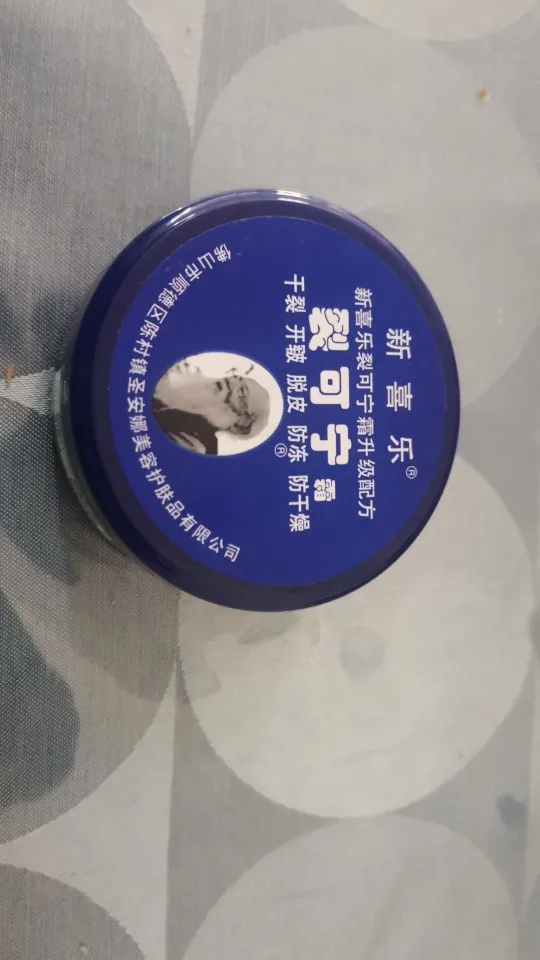 新喜乐®
新喜乐裂可宁霜升级配方
裂可宁霜
干裂 开皲 脱皮 防冻 防干燥
®
佛山市顺德区陈村镇圣安娜美容护肤品有限公司